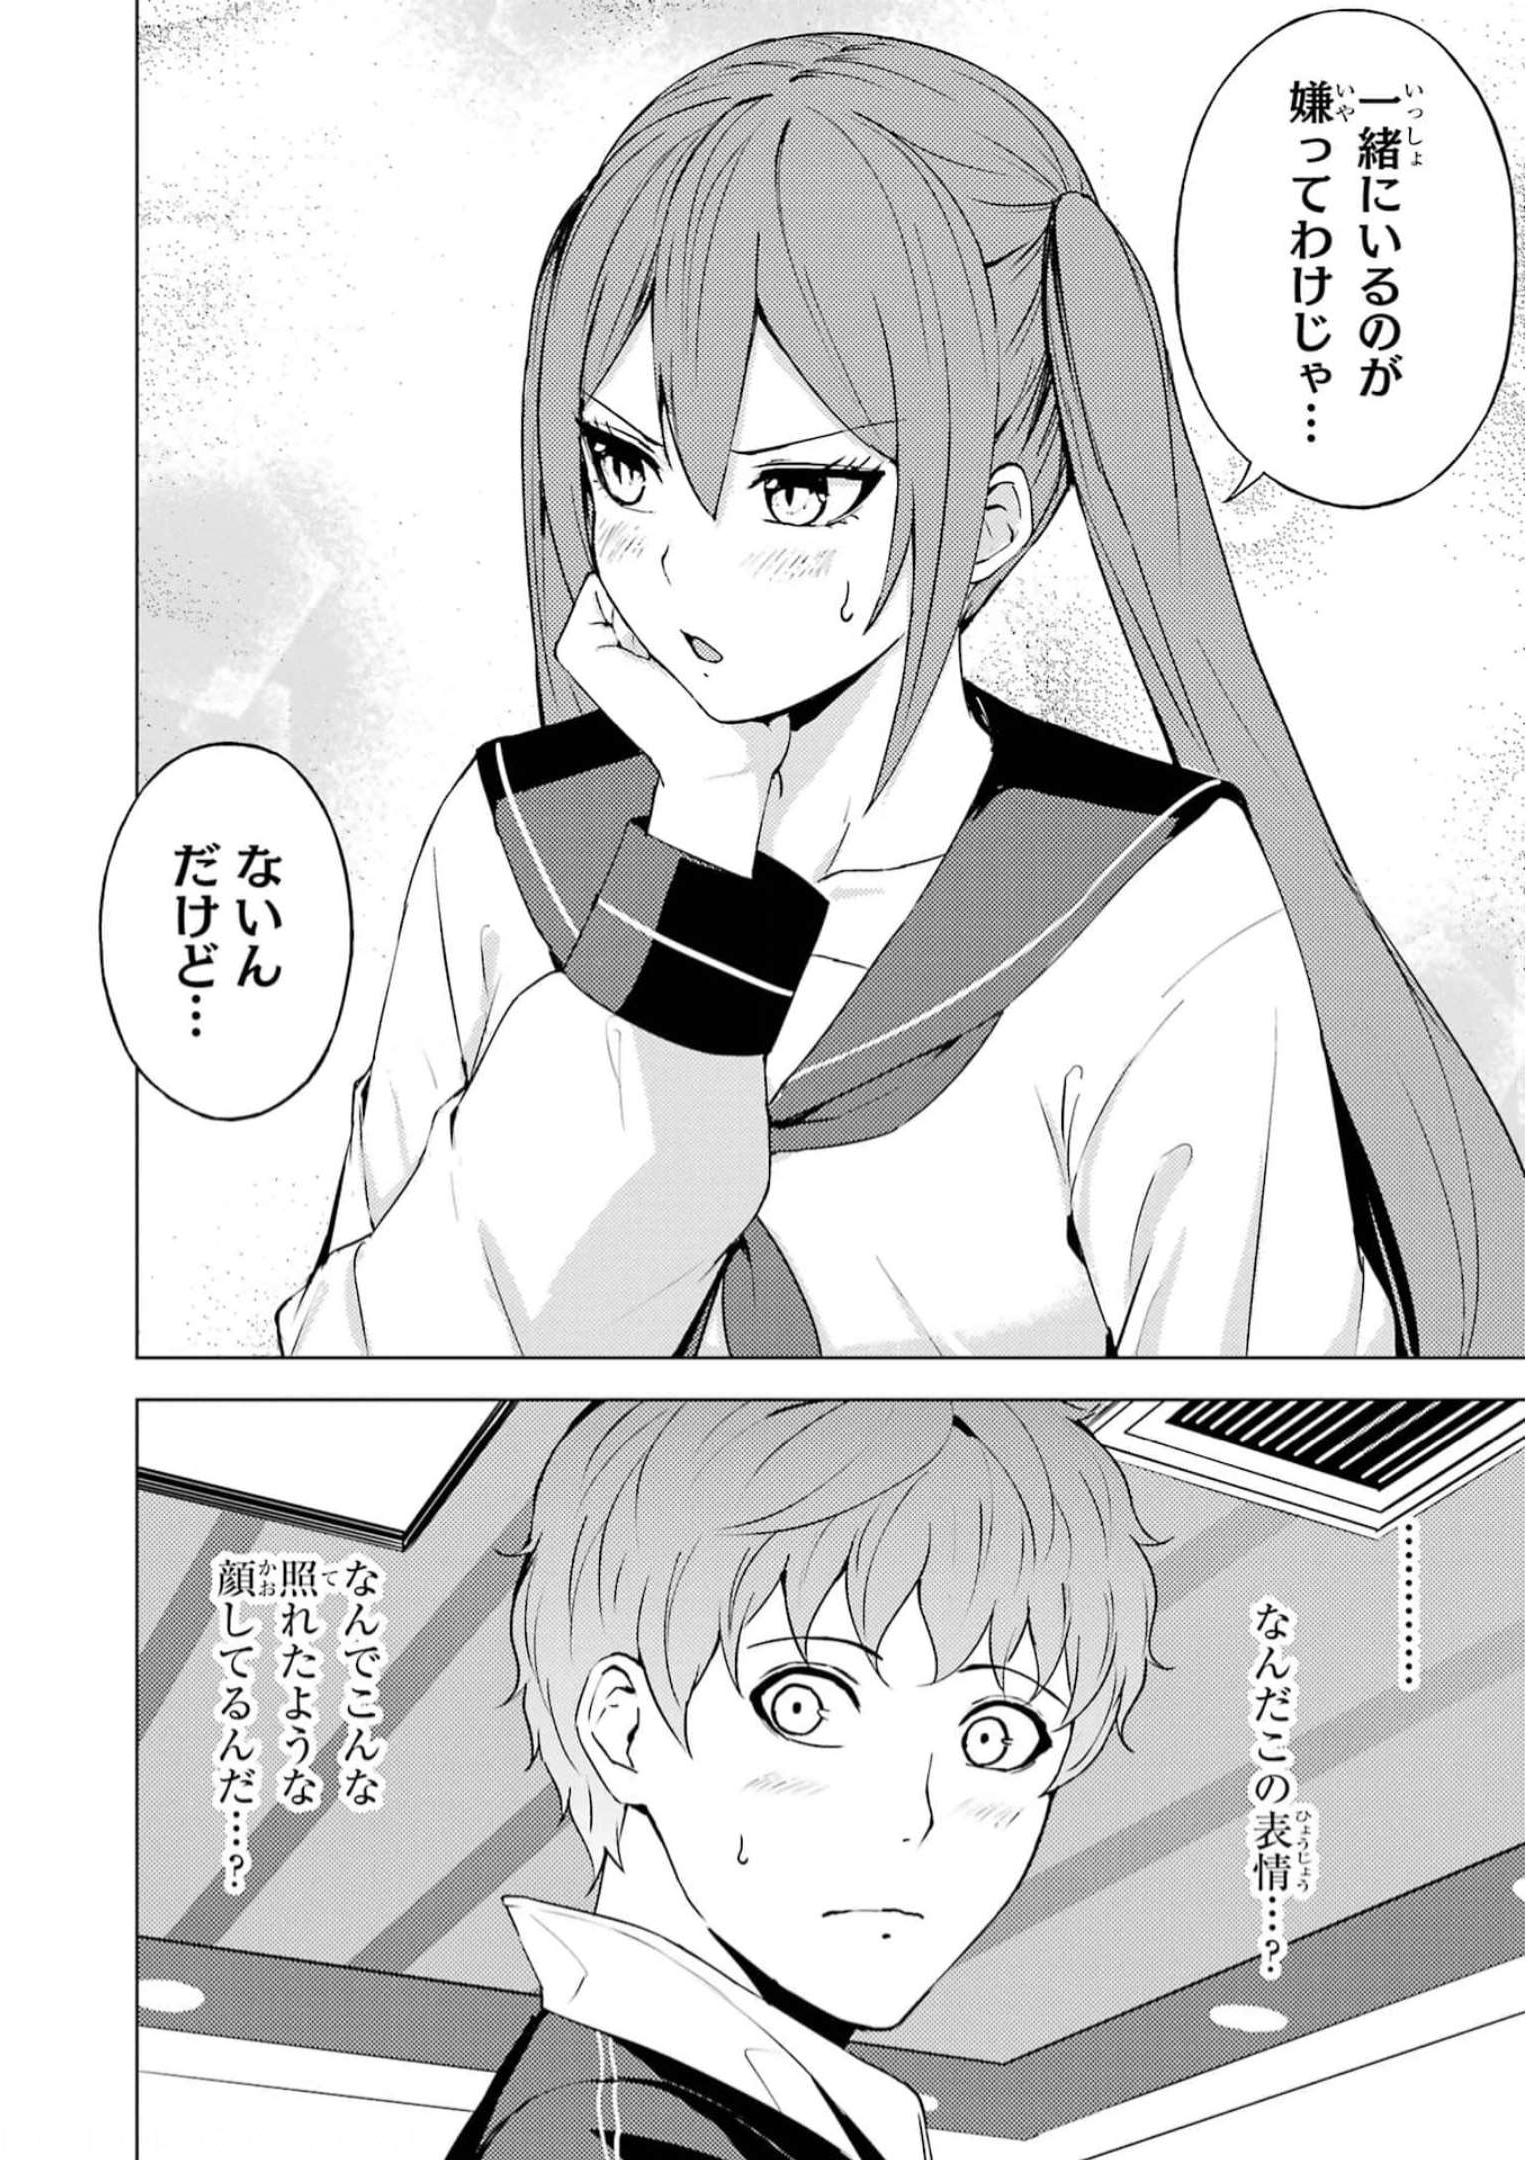 一緒にいるのが
嫌ってわけじゃ…
ないん
だけど…
…………
なんだこの表情…？
なんでこんな
照れたような
顔してるんだ…？